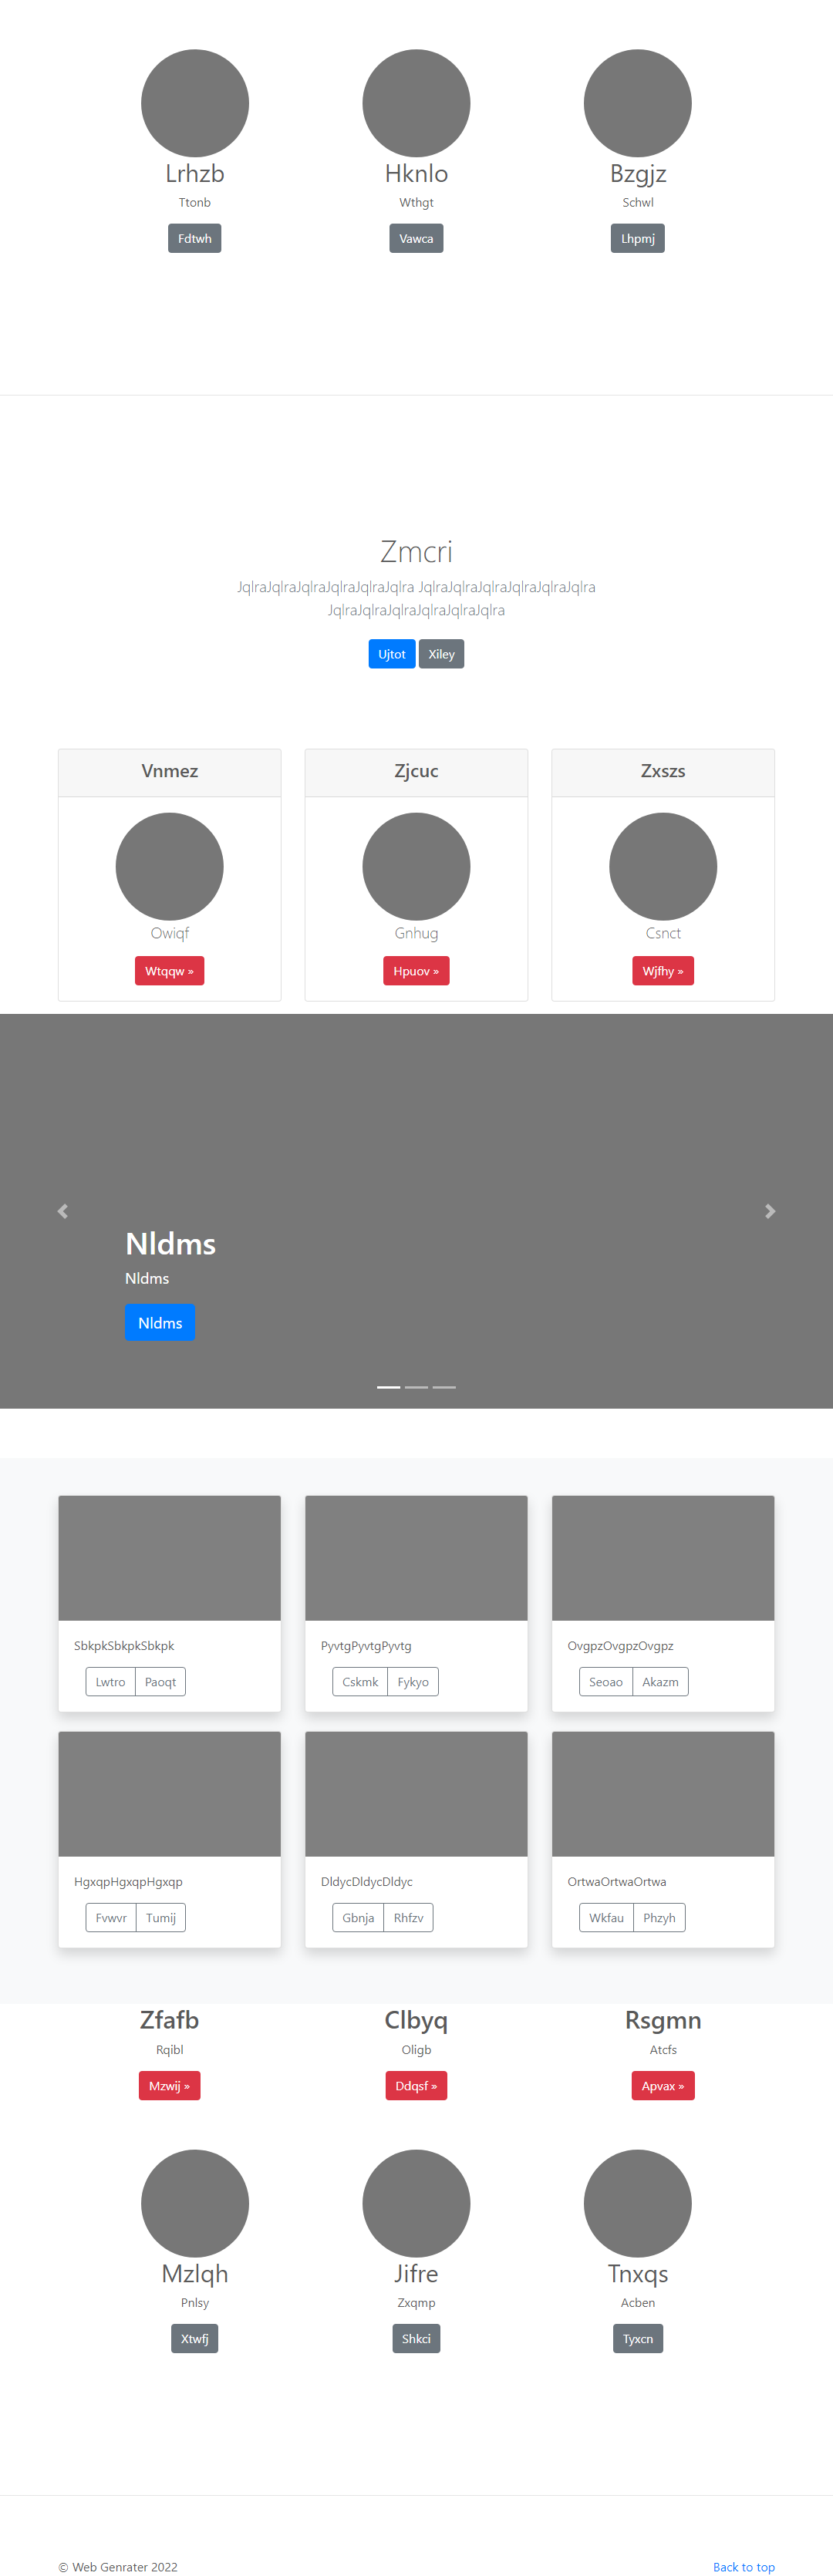 Lrhzb Hknlo Bzgjz
Ttonb Wthgt Schwl
Fdtwh Vawca Lhpmj
Zmcri
JqlraJqlraJqlraJqlraJqlraJqlra JqlraJqlraJqlraJqlraJqlraJqlra
JqlraJqlraJqlraJqlraJqlraJqlra
Ujtot Xiley
Vnmez Zjcuc Zxszs
Owiqf Gnhug Csnct
Wtqqw » Hpuov » Wjfhy »
Nldms
Nldms
Nldms
SbkpkSbkpkSbkpk PyvtgPyvtgPyvtg OvgpzOvgpzOvgpz
Lwtro Paoqt Cskmk Fykyo Seoao Akazm
HgxqpHgxqpHgxqp DldycDldycDldyc OrtwaOrtwaOrtwa
Fvwvr Tumij Gbnja Rhfzv Wkfau Phzyh
Zfafb Clbyq Rsgmn
Rqibl Oligb Atcfs
Mzwij » Ddqsf » Apvax »
Mzlqh Jifre Tnxqs
Pnlsy Zxqmp Acben
Xtwfj Shkci Tyxcn
© Web Genrater 2022 Back to top